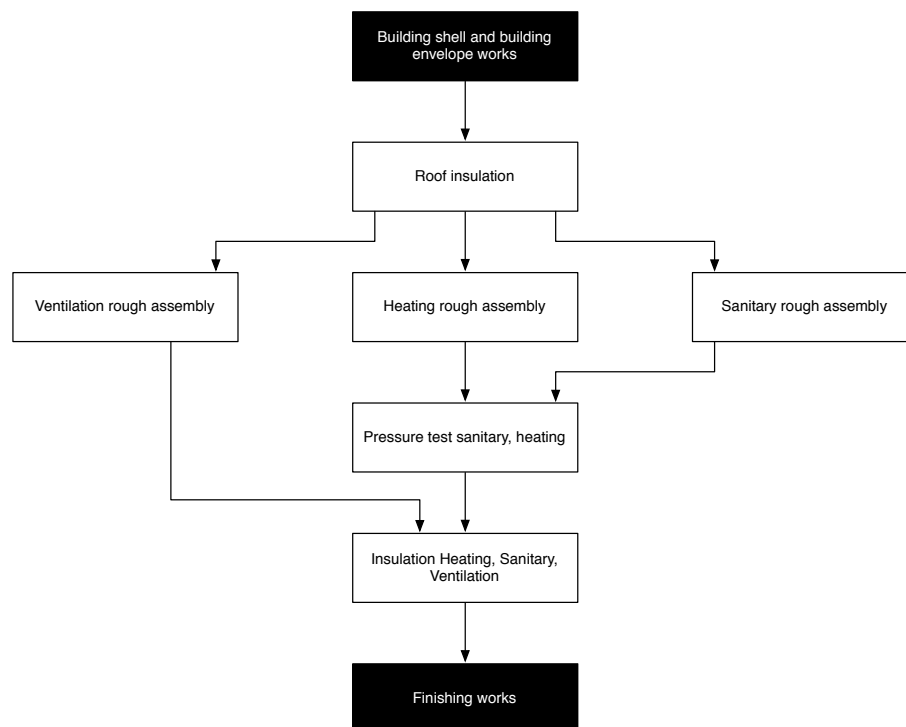 Building shell and building
envelope works
Roof insulation
Ventilation rough assembly
Heating rough assembly
Sanitary rough assembly
Pressure test sanitary, heating
Insulation Heating, Sanitary,
Ventilation
Finishing works